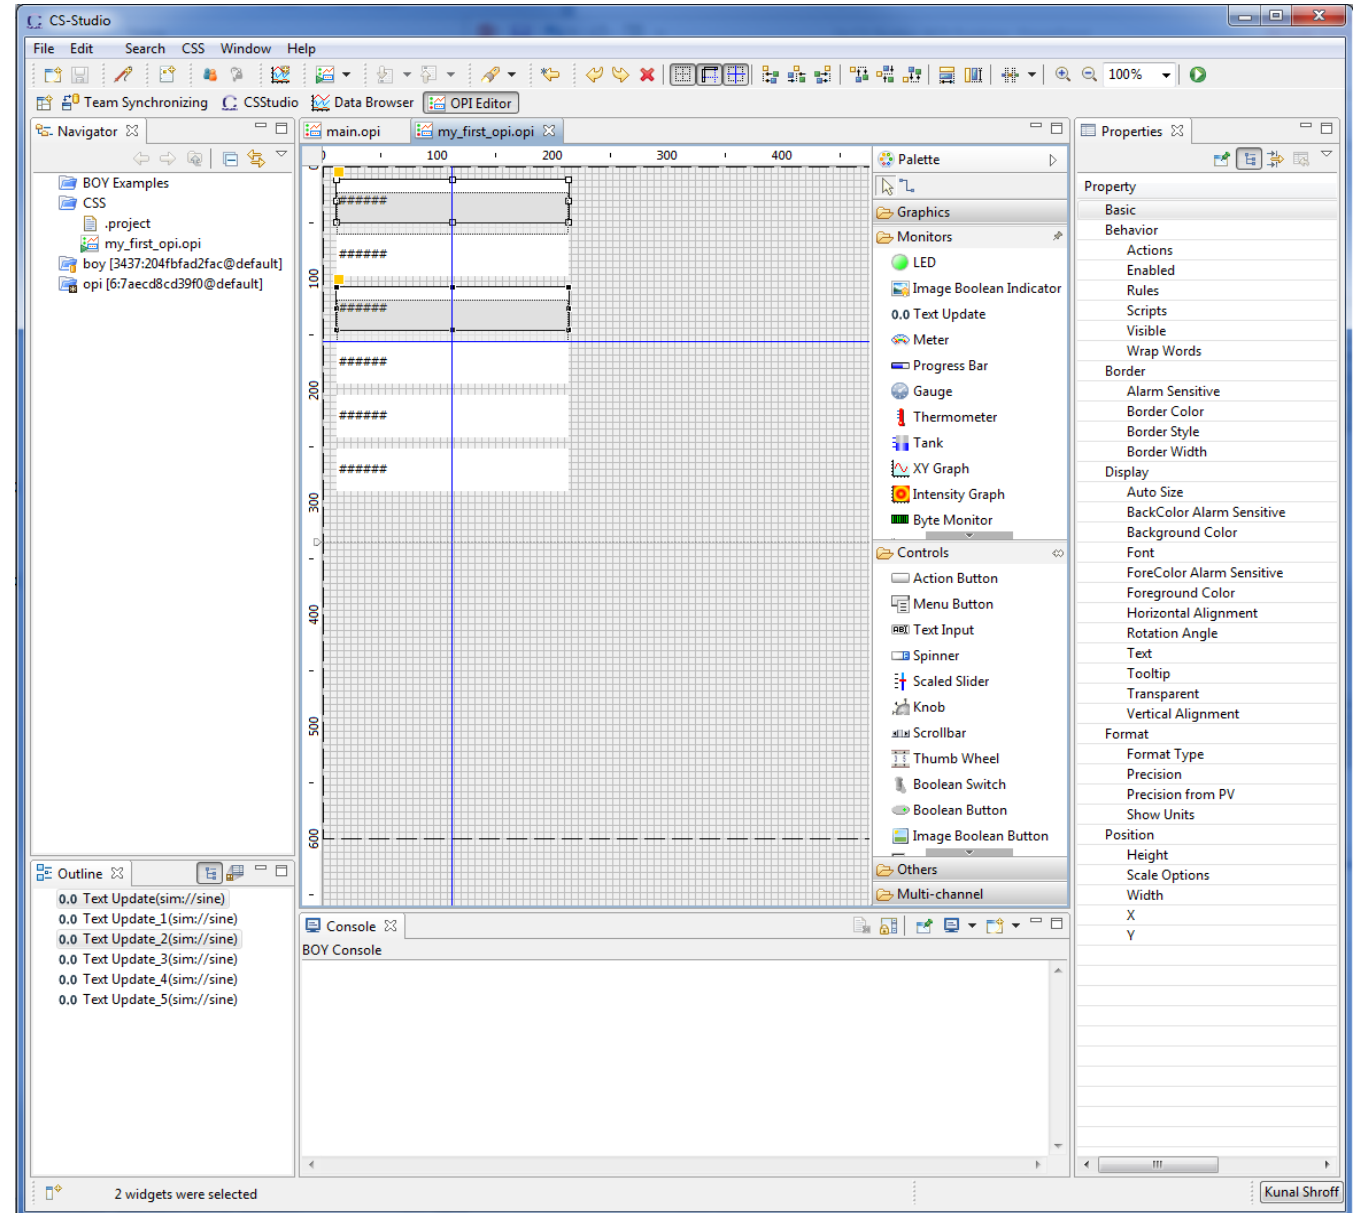 CS-Studio
File Edit Search CSS Window Help
100%
Team Synchronizing CSStudio Data Browser OPI Editor
Navigator
BOY Examples
CSS
.project
my_first_opi.opi
boy [3437:204fbfad2fac@default]
opi [6:7aecd8cd39f0@default]
Outline
0.0 Text Update(sim://sine)
0.0 Text Update_1(sim://sine)
0.0 Text Update_2(sim://sine)
0.0 Text Update_3(sim://sine)
0.0 Text Update_4(sim://sine)
0.0 Text Update_5(sim://sine)
main.opi my_first_opi.opi
0 100 200 300 400
0
100
200
300
400
500
600
######
######
######
######
######
######
Palette
Graphics
Monitors
LED
Image Boolean Indicator
0.0 Text Update
Meter
Progress Bar
Gauge
Thermometer
Tank
XY Graph
Intensity Graph
Byte Monitor
Controls
Action Button
Menu Button
Text Input
Spinner
Scaled Slider
Knob
Scrollbar
Thumb Wheel
Boolean Switch
Boolean Button
Image Boolean Button
Others
Multi-channel
Console
BOY Console
Properties
Property
Basic
Behavior
Actions
Enabled
Rules
Scripts
Visible
Wrap Words
Border
Alarm Sensitive
Border Color
Border Style
Border Width
Display
Auto Size
BackColor Alarm Sensitive
Background Color
Font
ForeColor Alarm Sensitive
Foreground Color
Horizontal Alignment
Rotation Angle
Text
Tooltip
Transparent
Vertical Alignment
Format
Format Type
Precision
Precision from PV
Show Units
Position
Height
Scale Options
Width
X
Y
2 widgets were selected
Kunal Shroff